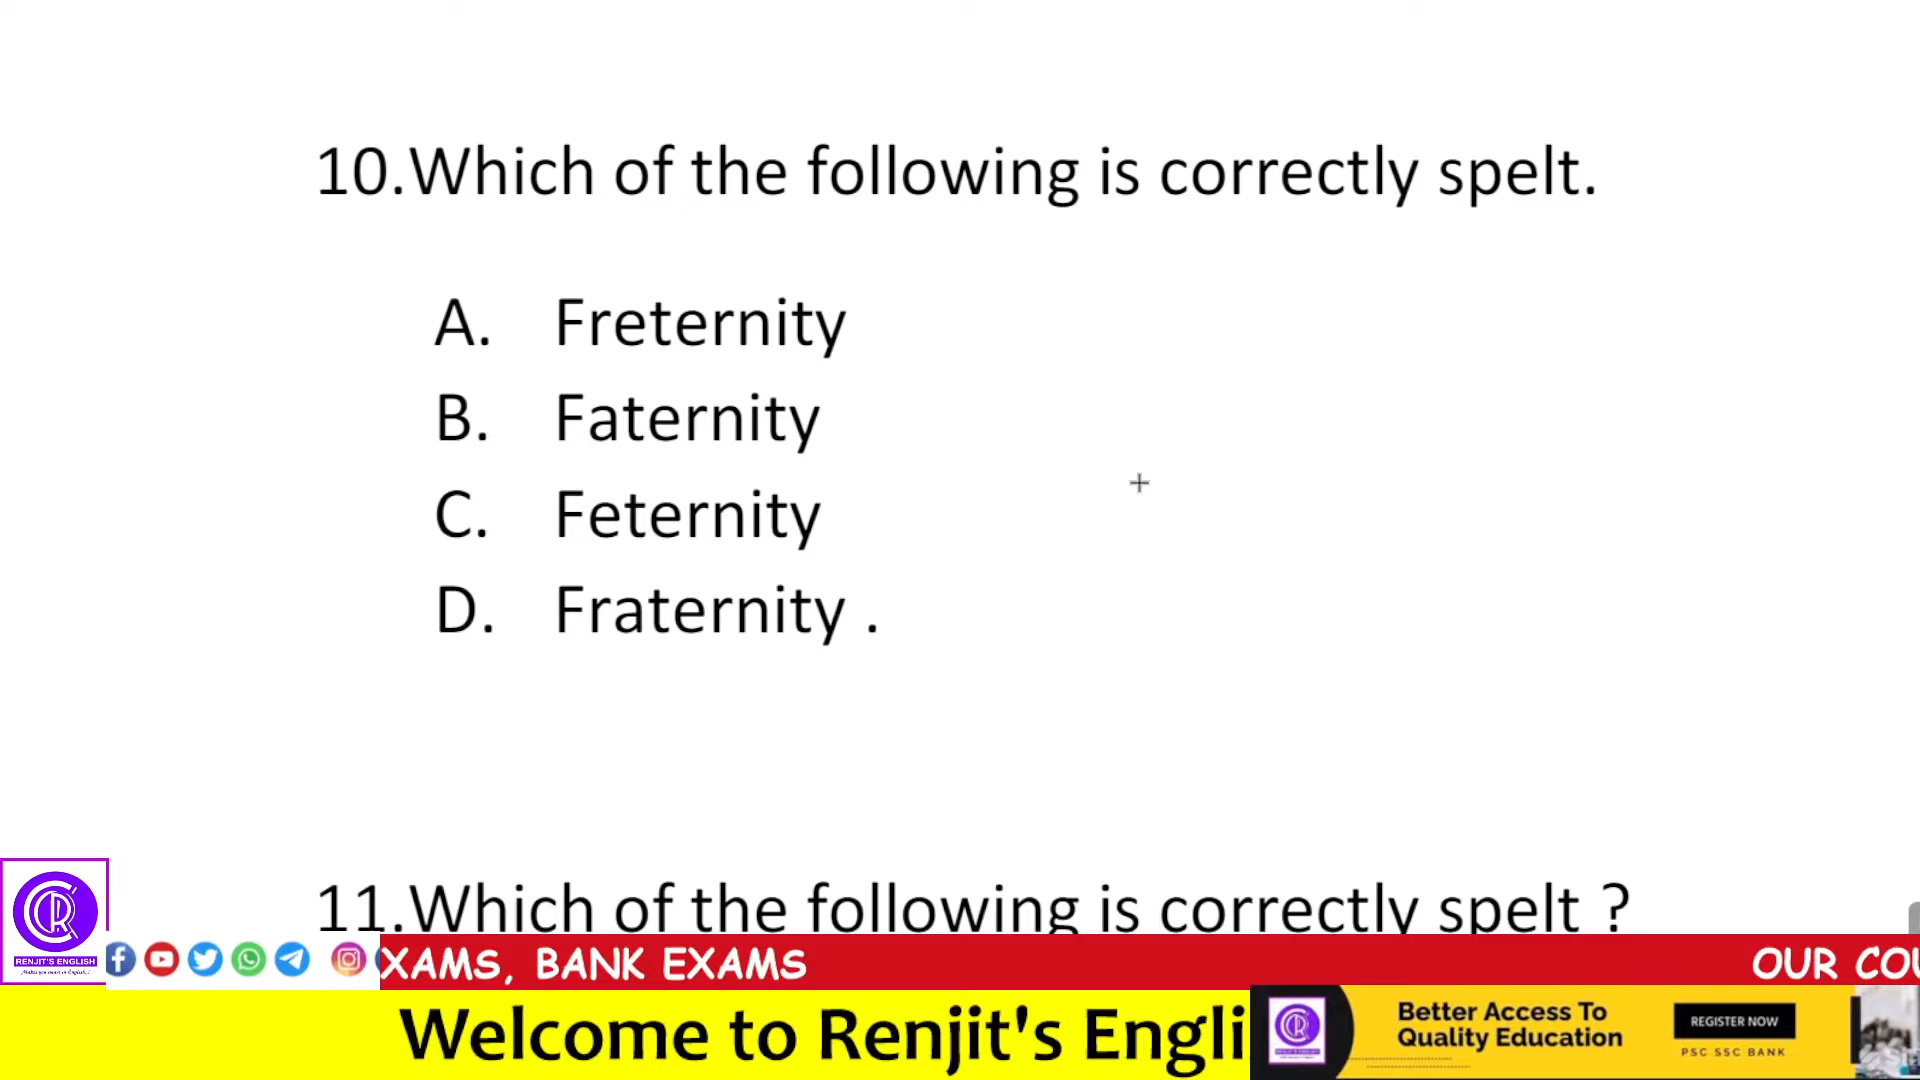 10.Which of the following is correctly spelt.
A. Freternity
B. Faternity
C. Feternity
D. Fraternity .
11.Which of the following is correctly spelt ?
RENJIT'S ENGLISH
XAMS, BANK EXAMS
OUR COU
Welcome to Renjit's Engli
Better Access To
Quality Education
REGISTER NOW
PSC SSC BANK